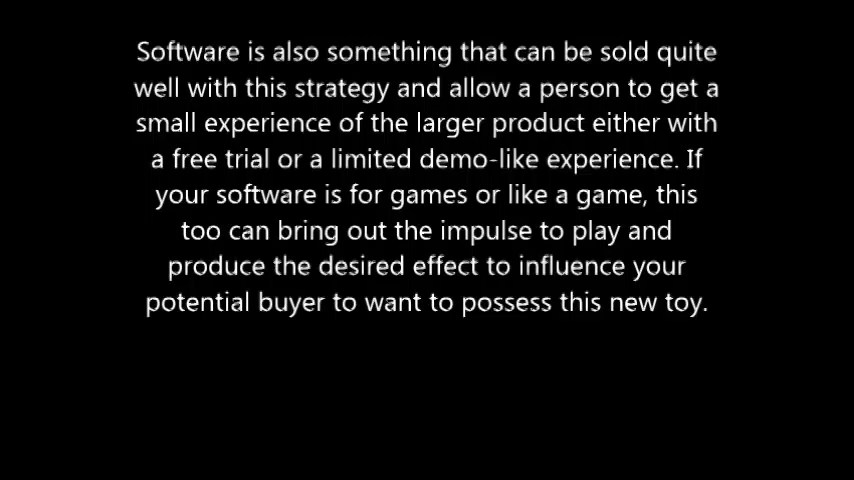 Software is also something that can be sold quite
well with this strategy and allow a person to get a
small experience of the larger product either with
a free trial or a limited demo-like experience. If
your software is for games or like a game, this
too can bring out the impulse to play and
produce the desired effect to influence your
potential buyer to want to possess this new toy.